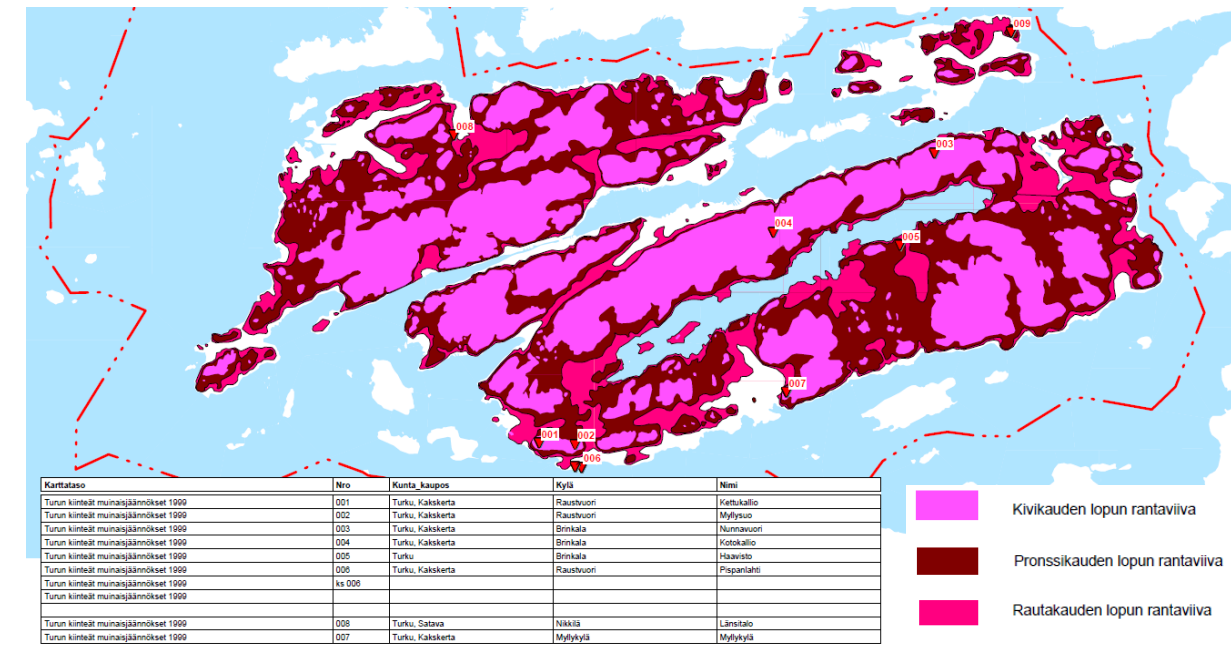 009
008
003
004
005
007
001
002
006
Karttataso Nro Kunta_kaupos Kylä Nimi
Turun kiinteät muinaisjäännökset 1999 001 Turku, Kakskerta Raustvuori Kettukallio
Turun kiinteät muinaisjäännökset 1999 002 Turku, Kakskerta Raustvuori Myllysuo
Turun kiinteät muinaisjäännökset 1999 003 Turku, Kakskerta Brinkala Nunnavuori
Turun kiinteät muinaisjäännökset 1999 004 Turku, Kakskerta Brinkala Kotokallio
Turun kiinteät muinaisjäännökset 1999 005 Turku Brinkala Haavisto
Turun kiinteät muinaisjäännökset 1999 006 Turku, Kakskerta Raustvuori Pispanlahti
Turun kiinteät muinaisjäännökset 1999 ks 006
Turun kiinteät muinaisjäännökset 1999
Turun kiinteät muinaisjäännökset 1999 008 Turku, Satava Nikkilä Länsitalo
Turun kiinteät muinaisjäännökset 1999 007 Turku, Kakskerta Myllykylä Myllykylä
Kivikauden lopun rantaviiva
Pronssikauden lopun rantaviiva
Rautakauden lopun rantaviiva